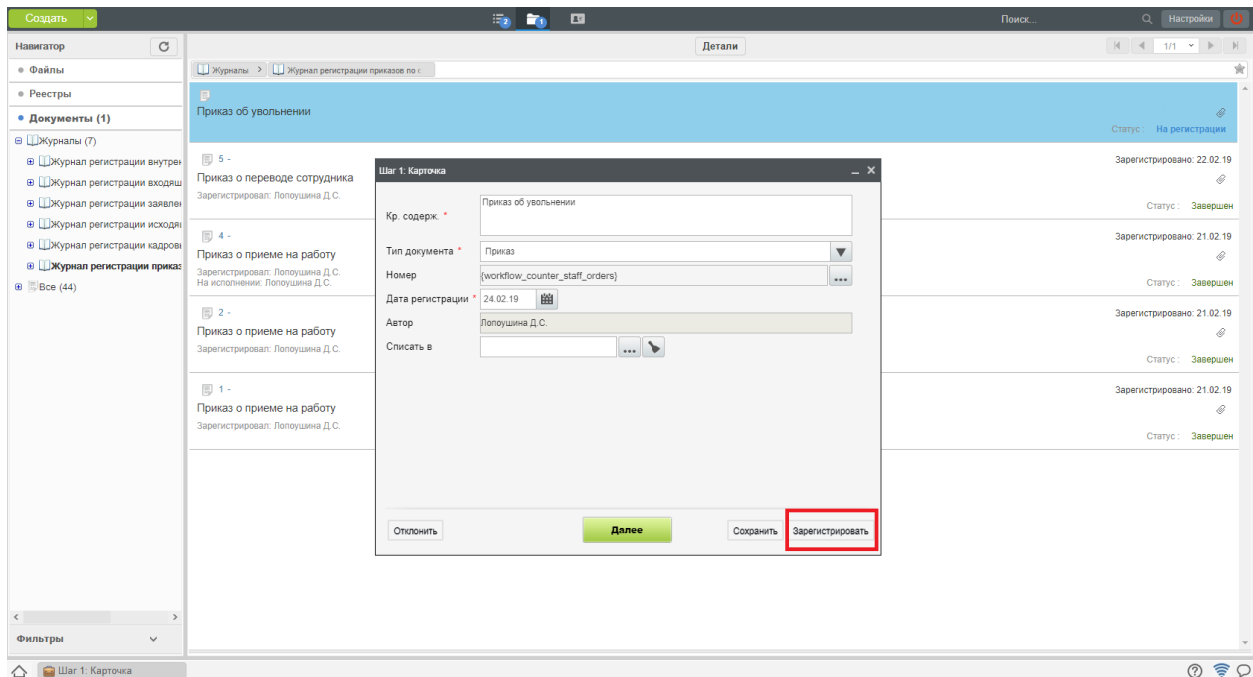 Создать
2
1
Поиск...
Настройки
Навигатор
Детали
1/1
Файлы
Журналы > Журнал регистрации приказов по с
Реестры
Документы (1)
Журналы (7)
Журнал регистрации внутрен
Журнал регистрации входящ
Журнал регистрации заявлен
Журнал регистрации исходящ
Журнал регистрации кадровы
Журнал регистрации приказ
Все (44)
Приказ об увольнении
Статус : На регистрации
5 -
Зарегистрировано: 22.02.19
Приказ о переводе сотрудника
Зарегистрировал: Лопоушина Д.С.
Статус : Завершен
4 -
Зарегистрировано: 21.02.19
Приказ о приеме на работу
Зарегистрировал: Лопоушина Д.С.
На исполнении: Лопоушина Д.С.
Статус : Завершен
2 -
Зарегистрировано: 21.02.19
Приказ о приеме на работу
Зарегистрировал: Лопоушина Д.С.
Статус : Завершен
1 -
Зарегистрировано: 21.02.19
Приказ о приеме на работу
Зарегистрировал: Лопоушина Д.С.
Статус : Завершен
Шаг 1: Карточка
Кр. содерж. * Приказ об увольнении
Тип документа * Приказ
Номер {workflow_counter_staff_orders} ...
Дата регистрации * 24.02.19
Автор Лопоушина Д.С.
Списать в ...
Отклонить Далее Сохранить Зарегистрировать
Фильтры
Шаг 1: Карточка